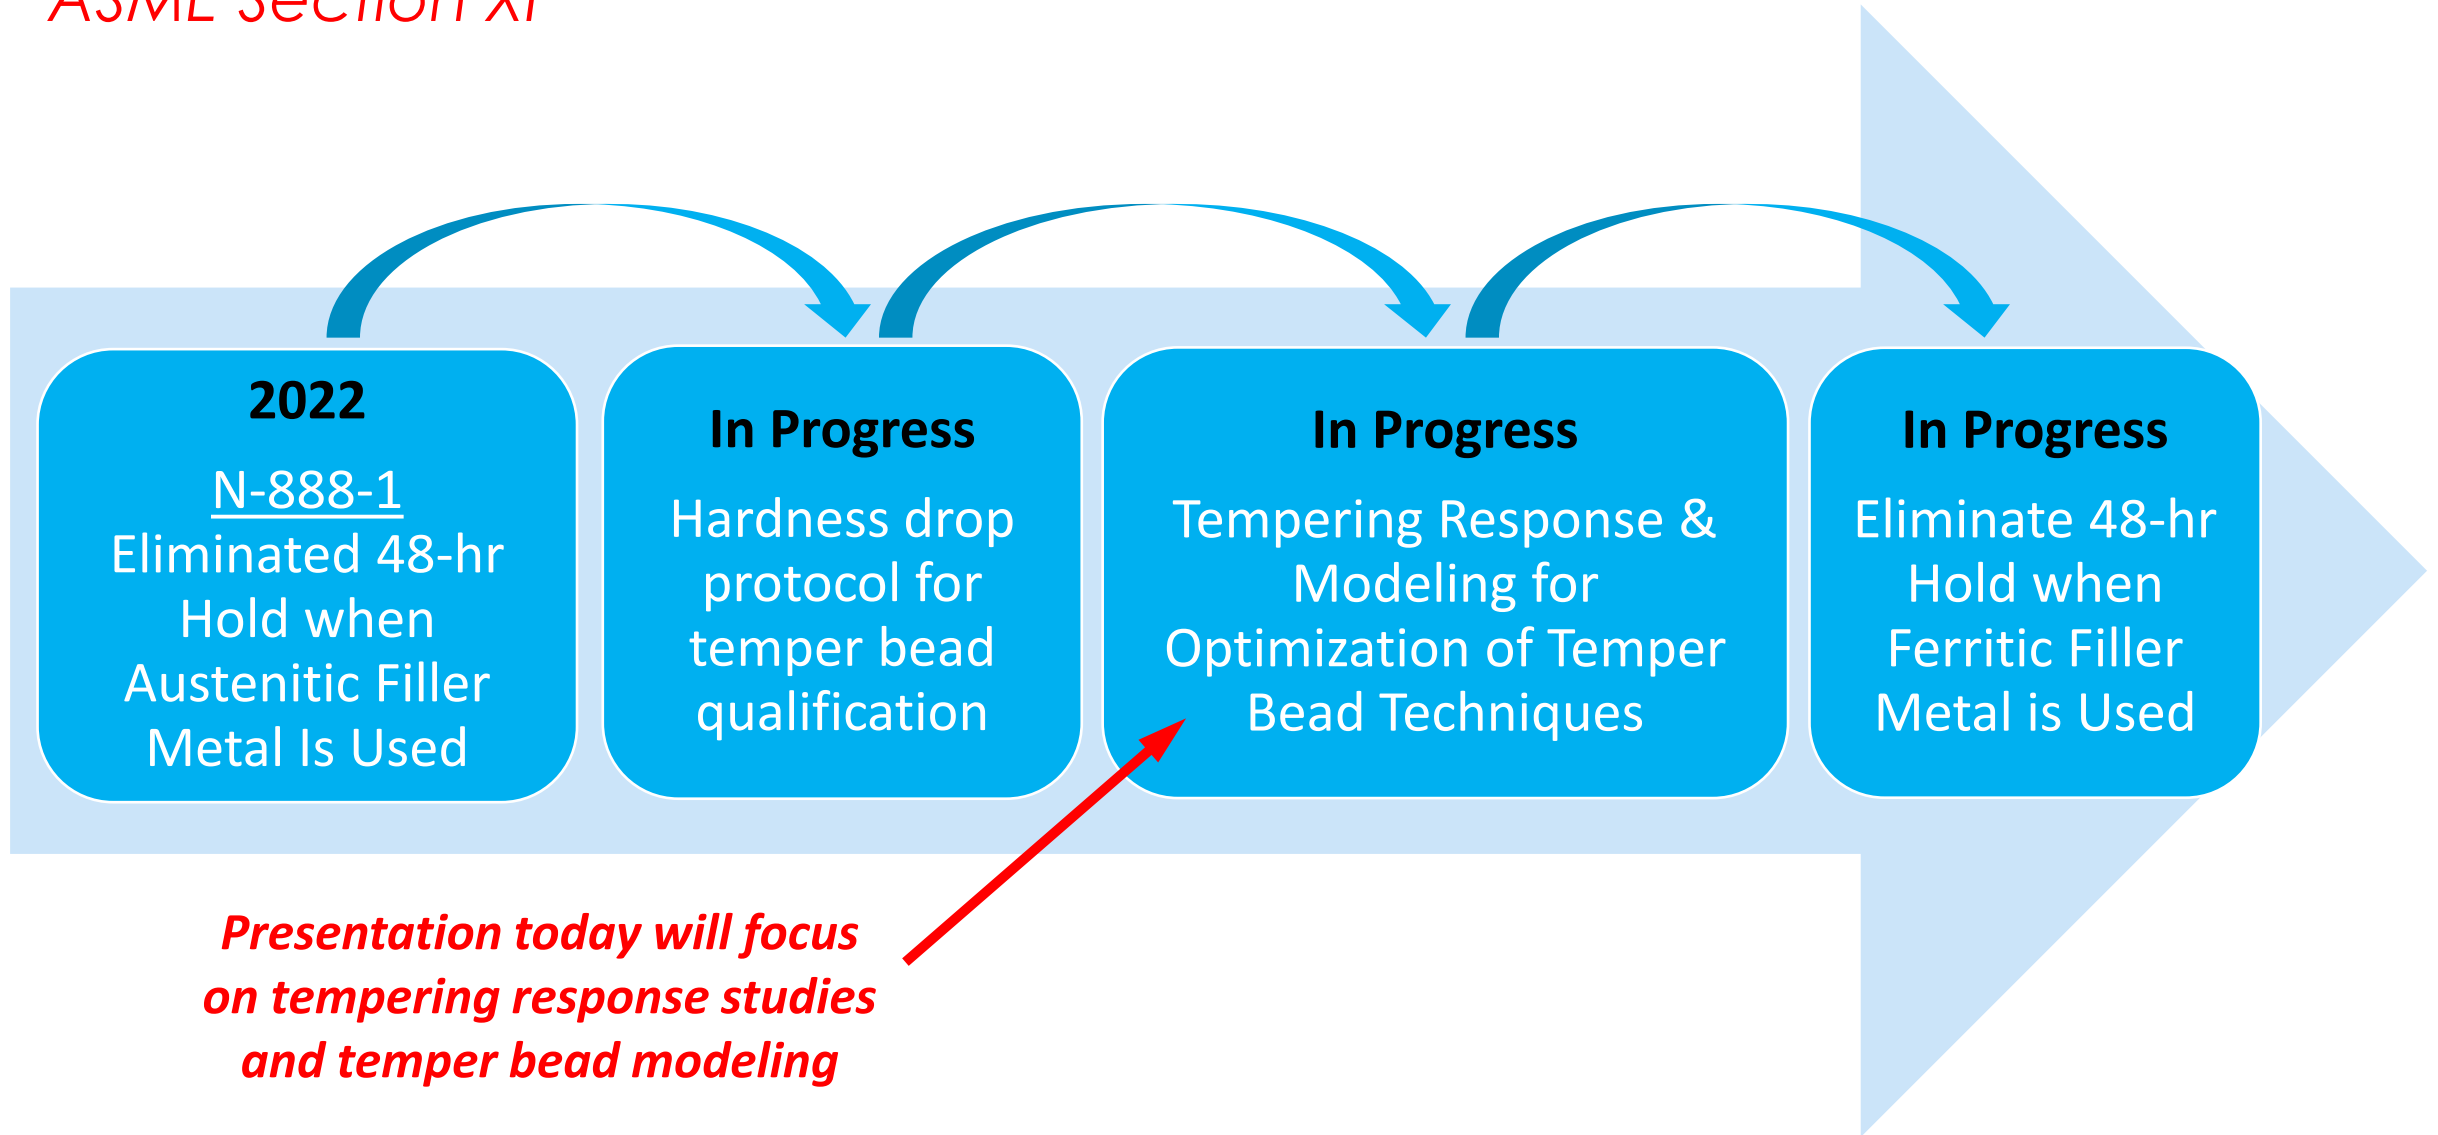 ASME Section XI
2022
N-888-1
Eliminated 48-hr
Hold when
Austenitic Filler
Metal Is Used
In Progress
Hardness drop
protocol for
temper bead
qualification
In Progress
Tempering Response &
Modeling for
Optimization of Temper
Bead Techniques
In Progress
Eliminate 48-hr
Hold when
Ferritic Filler
Metal is Used
Presentation today will focus
on tempering response studies
and temper bead modeling